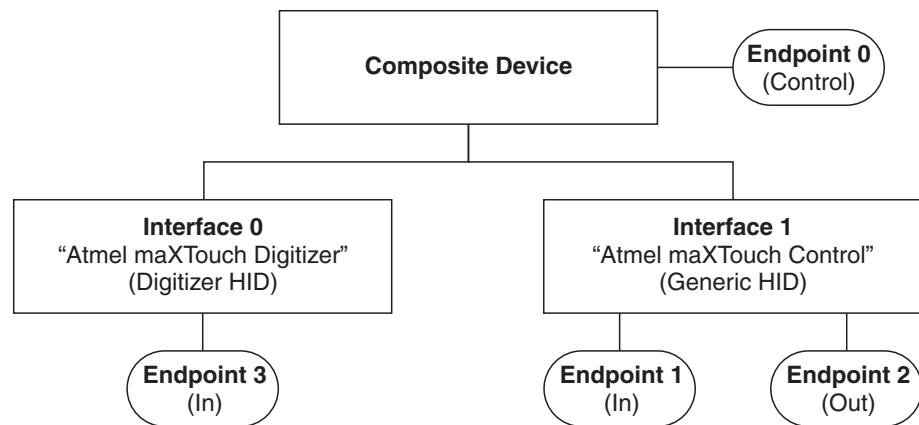 Composite Device
Endpoint 0
(Control)
Interface 0
“Atmel maXTouch Digitizer”
(Digitizer HID)
Interface 1
“Atmel maXTouch Control”
(Generic HID)
Endpoint 3
(In)
Endpoint 1
(In)
Endpoint 2
(Out)